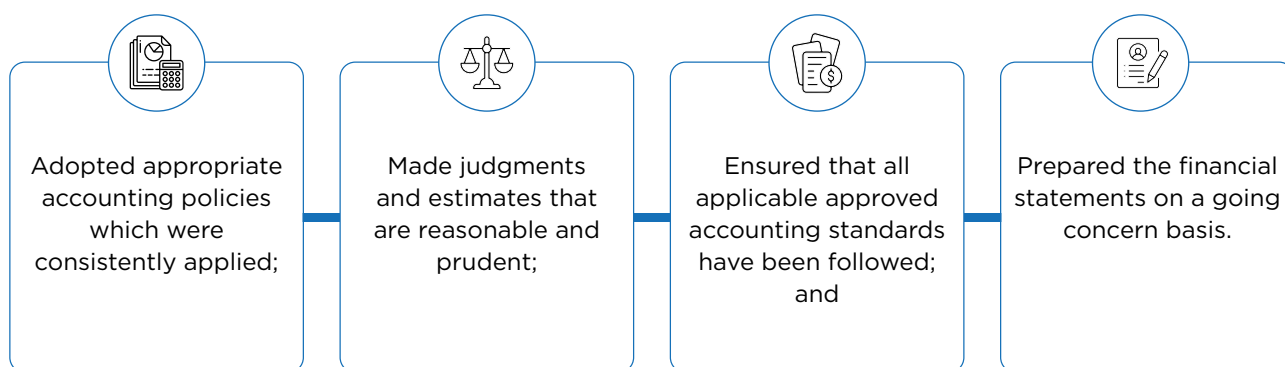 Adopted appropriate
accounting policies
which were
consistently applied;
Made judgments
and estimates that
are reasonable and
prudent;
Ensured that all
applicable approved
accounting standards
have been followed;
and
Prepared the financial
statements on a going
concern basis.